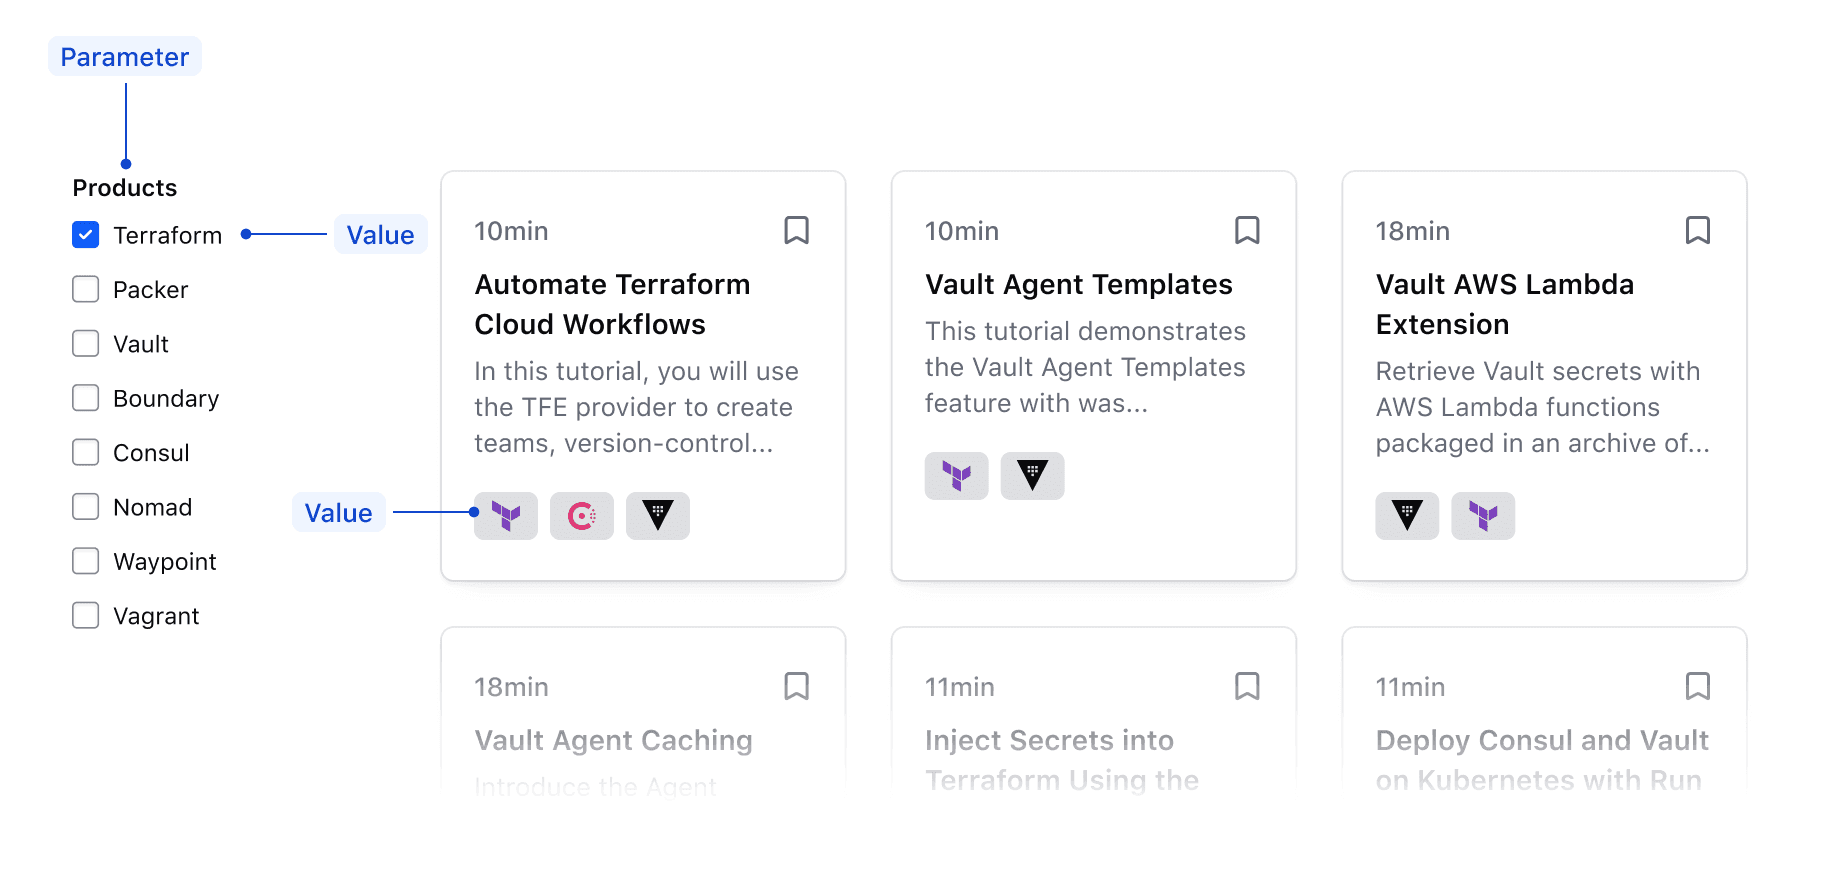 Parameter
Products
Terraform
Value
Packer
Vault
Boundary
Consul
Nomad
Waypoint
Vagrant
10min
Automate Terraform
Cloud Workflows
In this tutorial, you will use
the TFE provider to create
teams, version-control...
Value
10min
Vault Agent Templates
This tutorial demonstrates
the Vault Agent Templates
feature with was...
18min
Vault AWS Lambda
Extension
Retrieve Vault secrets with
AWS Lambda functions
packaged in an archive of...
18min
Vault Agent Caching
Introduce the Agent
11min
Inject Secrets into
Terraform Using the
11min
Deploy Consul and Vault
on Kubernetes with Run